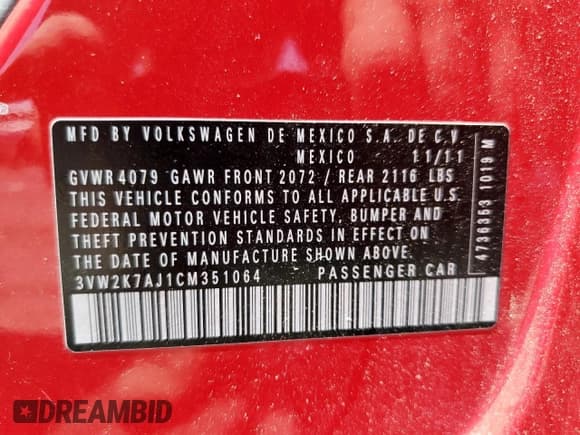 MFD BY VOLKSWAGEN DE MEXICO S.A. DE C.V.
MEXICO 11/11
GVWR 4079 GAWR FRONT 2072 / REAR 2116 LBS
THIS VEHICLE CONFORMS TO ALL APPLICABLE U.S.
FEDERAL MOTOR VEHICLE SAFETY, BUMPER AND
THEFT PREVENTION STANDARDS IN EFFECT ON
THE DATE OF MANUFACTURE SHOWN ABOVE.
3VW2K7AJ1CM351064 PASSENGER CAR
4736353 1019 M
DREAMBID